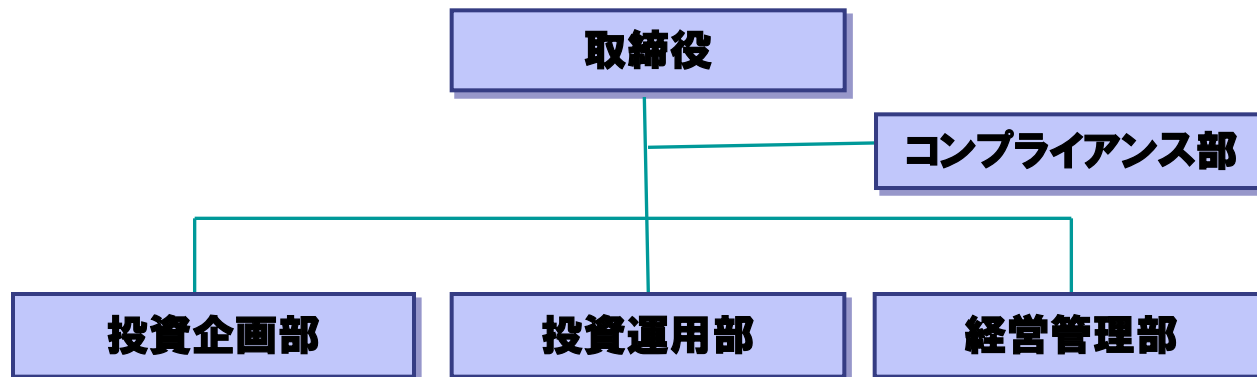 取締役
コンプライアンス部
投資企画部
投資運用部
経営管理部